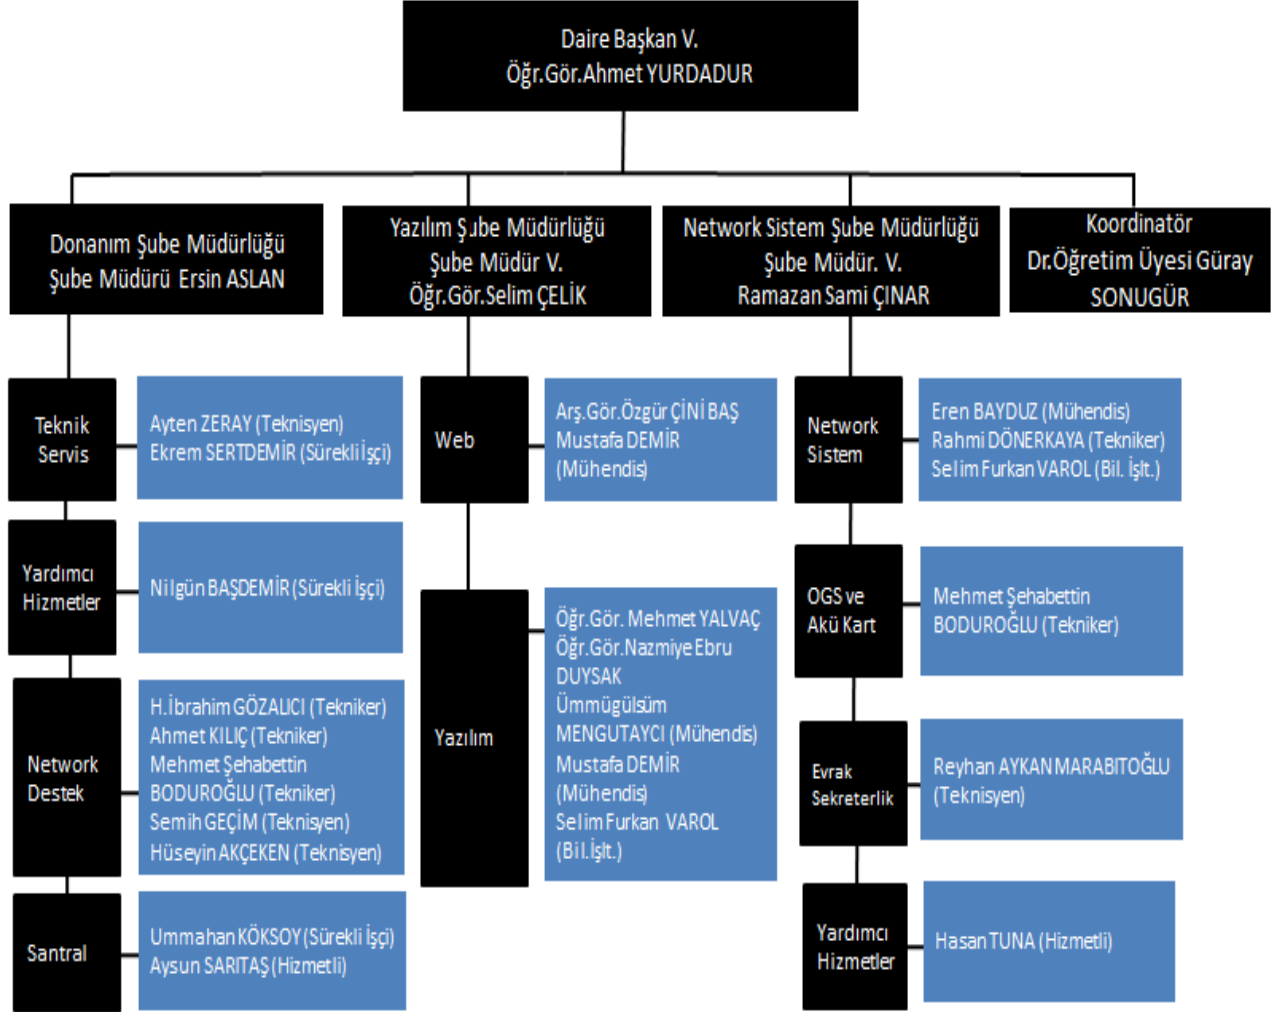 Daire Başkan V.
Öğr.Gör.Ahmet YURDADUR
Donanım Şube Müdürlüğü
Şube Müdürü Ersin ASLAN
Yazılım Şube Müdürlüğü
Şube Müdür V.
Öğr.Gör.Selim ÇELİK
Network Sistem Şube Müdürlüğü
Şube Müdür. V.
Ramazan Sami ÇINAR
Koordinatör
Dr.Öğretim Üyesi Güray
SONUGÜR
Teknik
Servis
Ayten ZERAY (Teknisyen)
Ekrem SERTDEMİR (Sürekli İşçi)
Yardımcı
Hizmetler
Nilgün BAŞDEMİR (Sürekli İşçi)
Network
Destek
H.İbrahim GÖZALICI (Tekniker)
Ahmet KILIÇ (Tekniker)
Mehmet Şehabettin
BODUROĞLU (Tekniker)
Semih GEÇİM (Teknisyen)
Hüseyin AKÇEKEN (Teknisyen)
Santral
Ummahan KÖKSOY (Sürekli İşçi)
Aysun SARITAŞ (Hizmetli)
Web
Arş.Gör.Özgür ÇİNİ BAŞ
Mustafa DEMİR
(Mühendis)
Yazılım
Öğr.Gör. Mehmet YALVAÇ
Öğr.Gör.Nazmiye Ebru
DUYSAK
Ümmügülsüm
MENGUTAYCI (Mühendis)
Mustafa DEMİR
(Mühendis)
Selim Furkan VAROL
(Bil.İşlt.)
Network
Sistem
Eren BAYDUZ (Mühendis)
Rahmi DÖNERKAYA (Tekniker)
Selim Furkan VAROL (Bil. İşlt.)
OGS ve
Akü Kart
Mehmet Şehabettin
BODUROĞLU (Tekniker)
Evrak
Sekreterlik
Reyhan AYKAN MARABITOĞLU
(Teknisyen)
Yardımcı
Hizmetler
Hasan TUNA (Hizmetli)